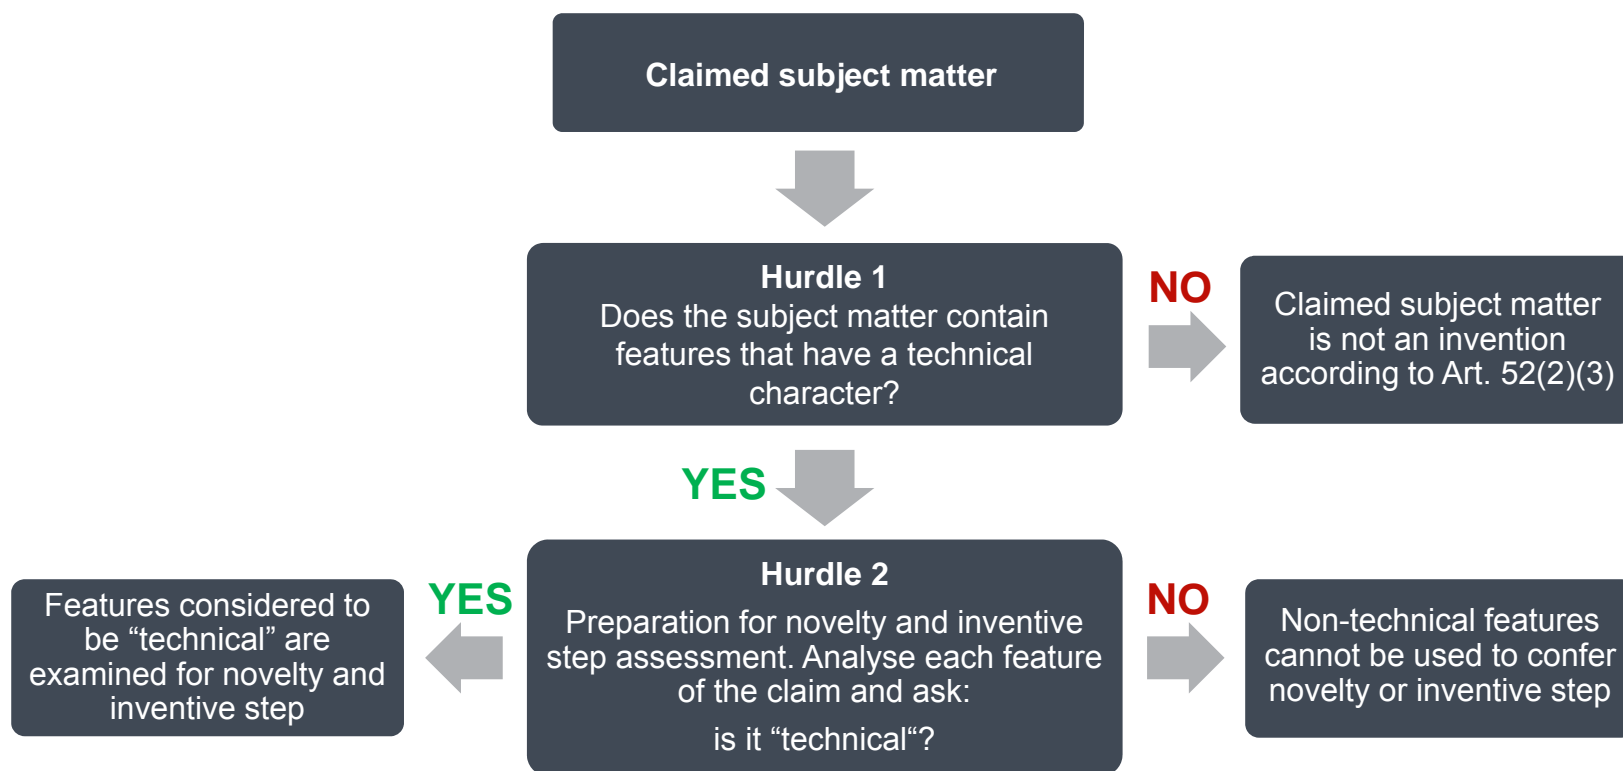 Claimed subject matter
Hurdle 1
Does the subject matter contain
features that have a technical
character?
NO
Claimed subject matter
is not an invention
according to Art. 52(2)(3)
YES
Hurdle 2
Preparation for novelty and inventive
step assessment. Analyse each feature
of the claim and ask:
is it “technical“?
YES
Features considered to
be “technical” are
examined for novelty and
inventive step
NO
Non-technical features
cannot be used to confer
novelty or inventive step